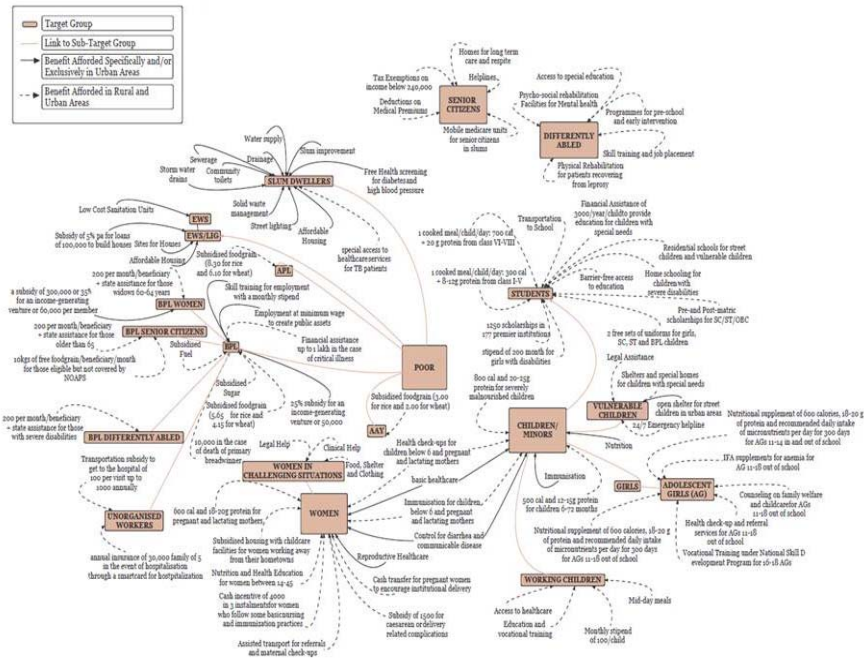 Target Group
Link to Sub-Target Group
Benefit Afforded Specifically and/or
Exclusively in Urban Areas
Benefit Afforded in Rural and
Urban Areas
Homes for long term
care and respite
Tax Exemptions on
income below 240,000
Helplines
Deductions on
Medical Premiums
SENIOR
CITIZENS
Mobile medicare units
for senior citizens
in slums
Access to special education
Psycho-social rehabilitation
Facilities for Mental health
Programmes for pre-school
and early intervention
DIFFERENTLY
ABLED
Skill training and job placement
Physical Rehabilitation
for patients recovering
from leprosy
Water supply
Slum improvement
Sewerage
Drainage
Storm water
drains
Community
toilets
SLUM DWELLERS
Free Health screening
for diabetes and
high blood pressure
Solid waste
management
Street lighting
Affordable
Housing
special access to
healthcare services
for TB patients
Low Cost Sanitation Units
EWS
Subsidy of 5% pa for loans
of 100,000 to build houses
EWS/LIG
Sites for Houses
Affordable Housing
Subsidised foodgrain
(8.30 for rice
and 6.10 for wheat)
APL
200 per month/beneficiary
+ state assistance for those
widows 60-64 years
Skill training for employment
with a monthly stipend
a subsidy of 300,000 or 35%
for an income-generating
venture or 60,000 per member
BPL WOMEN
Employment at minimum wage
to create public assets
200 per month/beneficiary
+ state assistance for those
older than 65
BPL SENIOR CITIZENS
BPL
Financial assistance
up to 1 lakh in the case
of critical illness
Subsidised
Fuel
10kgs of free foodgrain/beneficiary/month
for those eligible but not covered by
NOAPS
POOR
Subsidised
Sugar
Subsidised foodgrain
(5.65 for rice and
4.15 for wheat)
25% subsidy for an
income-generating
venture or 50,000
Subsidised foodgrain (3.00
for rice and 2.00 for wheat)
AAY
200 per month/beneficiary
+ state assistance for those
with severe disabilities
BPL DIFFERENTLY ABLED
10,000 in the case
of death of primary
breadwinner
Transportation subsidy to
get to the hospital of
100 per visit up to
1000 annually.
UNORGANISED
WORKERS
annual insurance of 30,000 family of 5
in the event of hospitalisation
through a smartcard for hospitalization
Legal Help
Clinical Help
WOMEN IN
CHALLENGING SITUATIONS
Food, Shelter
and Clothing
Health check-ups for
children below 6 and pregnant
and lactating mothers
basic healthcare
600 cal and 18-20g protein for
pregnant and lactating mothers,
WOMEN
Immunisation for children,
below 6 and pregnant
and lactating mothers
Subsidised housing with childcare
facilities for women working away
from their hometowns
Control for diarrhea and
communicable disease
Reproductive Healthcare
Nutrition and Health Education
for women between 14-45
Cash transfer for pregnant women
to encourage institutional delivery
Cash incentive of 4000
in 3 instalments for women
who follow some basic nursing
and immunization practices
Subsidy of 1500 for
caesarean or delivery
related complications
Assisted transport for referrals
and maternal check-ups
1 cooked meal/child/day: 700 cal
+ 20g protein from class VI-VIII
Transportation
to School
Financial Assistance of
3000/year/child to provide
education for children with
special needs
Residential schools for street
children and vulnerable children
1 cooked meal/child/day: 300 cal
+ 8-12g protein from class I-V
Barrier-free access
to education
Home schooling for
children with
severe disabilities
STUDENTS
Pre-and Post-matric
scholarships for SC/ST/OBC
1250 scholarships in
177 premier institutions
2 free sets of uniforms for girls,
SC, ST and BPL children
stipend of 200 month for
girls with disabilities
Legal Assistance
800 cal and 20-25g
protein for severely
malnourished children
Shelters and special homes
for children with special needs
CHILDREN/
MINORS
VULNERABLE
CHILDREN
open shelter for street
children in urban areas
24/7 Emergency helpline
Nutrition
Nutritional supplement of 600 calories, 18-20 g
of protein and recommended daily intake
of micronutrients per day for 300 days
for AGs 11-14 in and out of school
Immunisation
IFA supplements for anemia for
AG 11-18 out of school
500 cal and 12-15g protein
for children 6-72 months
GIRLS
ADOLESCENT
GIRLS (AG)
Counseling on family welfare
and childcare for AGs
11-18 out of school
Health check-up and referral
services for AGs 11-18
out of school
Nutritional supplement of 600 calories, 18-20 g
of protein and recommended daily intake
of micronutrients per day for 300 days
for AGs 11-18 out of school
Vocational Training under National Skill D
evelopment Program for 16-18 AGs
WORKING CHILDREN
Access to healthcare
Mid-day meals
Education and
vocational training
Monthly stipend
of 100/child